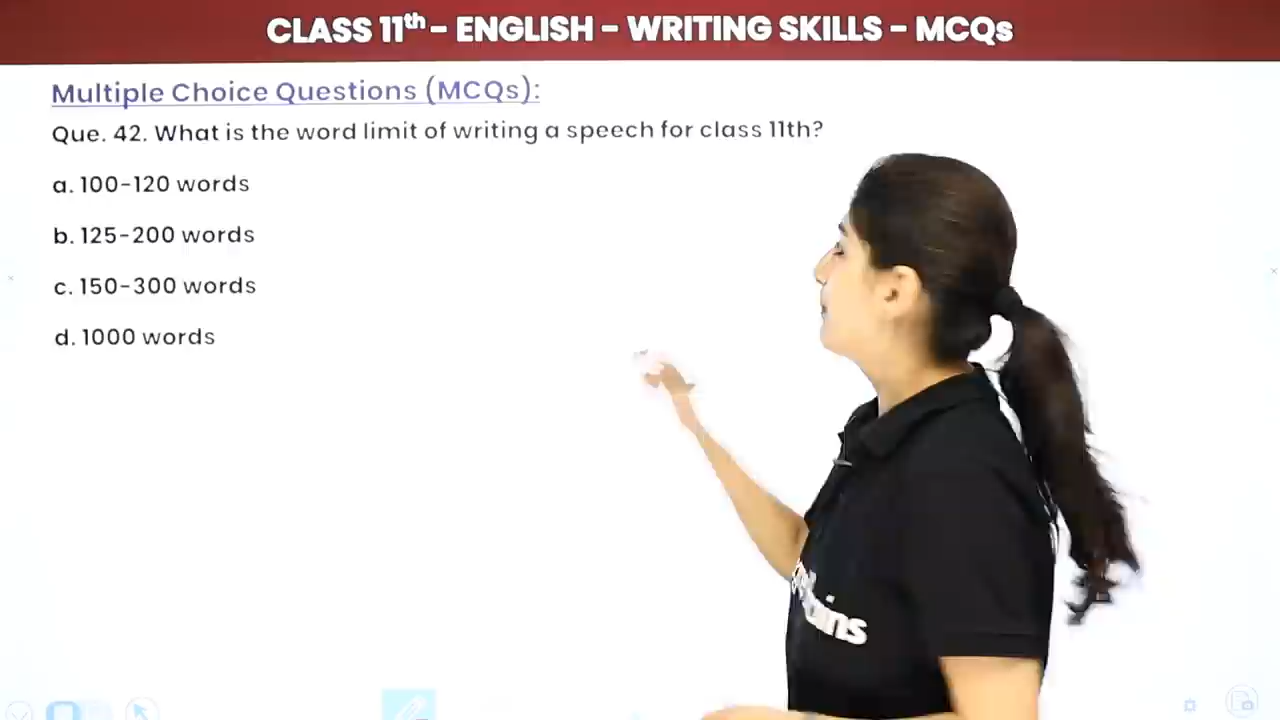 CLASS 11th – ENGLISH – WRITING SKILLS – MCQs
Multiple Choice Questions (MCQs):
Que. 42. What is the word limit of writing a speech for class 11th?
a. 100-120 words
b. 125-200 words
c. 150-300 words
d. 1000 words